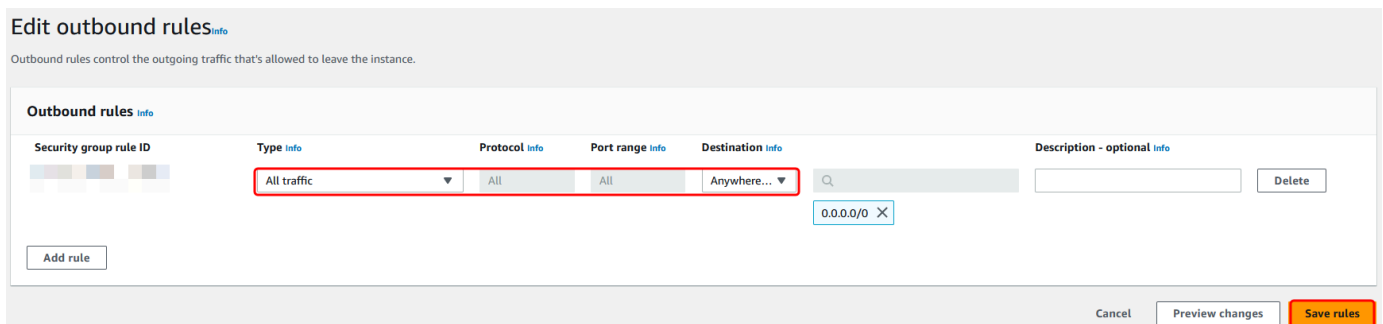 Edit outbound rules Info
Outbound rules control the outgoing traffic that's allowed to leave the instance.
Outbound rules Info
Security group rule ID Type Info Protocol Info Port range Info Destination Info Description - optional Info
All traffic All All Anywhere... Delete
0.0.0.0/0
Add rule
Cancel Preview changes Save rules